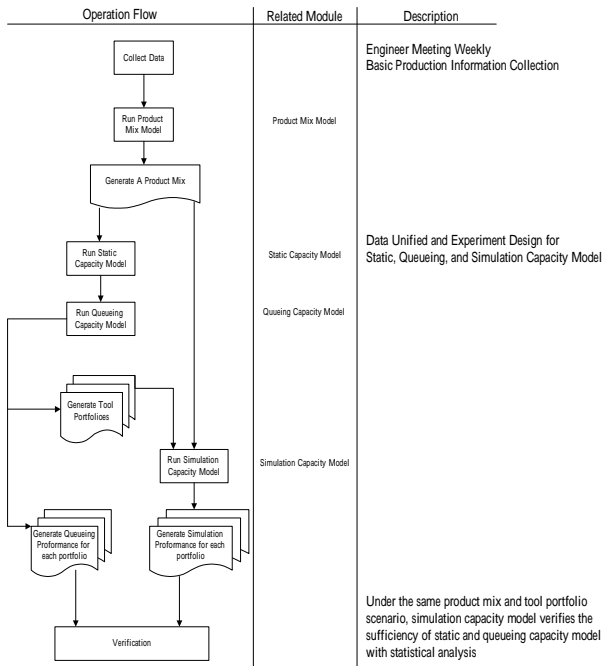 Operation Flow
Related Module
Description
Collect Data
Engineer Meeting Weekly
Basic Production Information Collection
Run Product
Mix Model
Product Mix Model
Generate A Product Mix
Run Static
Capacity Model
Static Capacity Model
Data Unified and Experiment Design for
Static, Queueing, and Simulation Capacity Model
Run Queueing
Capacity Model
Quueing Capacity Model
Generate Tool
Portfolioes
Run Simulation
Capacity Model
Simulation Capacity Model
Generate Queueing
Proformance for
each portfolio
Generate Simulation
Proformance for each
portfolio
Verification
Under the same product mix and tool portfolio
scenario, simulation capacity model verifies the
sufficiency of static and queueing capacity model
with statistical analysis